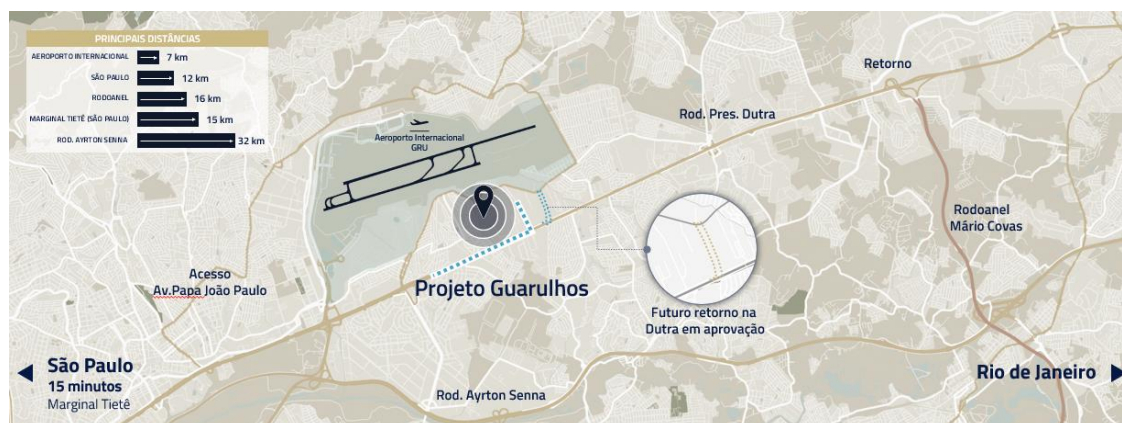 PRINCIPAIS DISTÂNCIAS
AEROPORTO INTERNACIONAL 7 km
SÃO PAULO 12 km
RODOANEL 16 km
MARGINAL TIETÊ (SÃO PAULO) 15 km
ROD. AYRTON SENNA 32 km
Aeroporto Internacional
GRU
Retorno
Rod. Pres. Dutra
Rodoanel
Mário Covas
Acesso
Av.Papa João Paulo
Projeto Guarulhos
Futuro retorno na
Dutra em aprovação
São Paulo
15 minutos
Marginal Tietê
Rod. Ayrton Senna
Rio de Janeiro